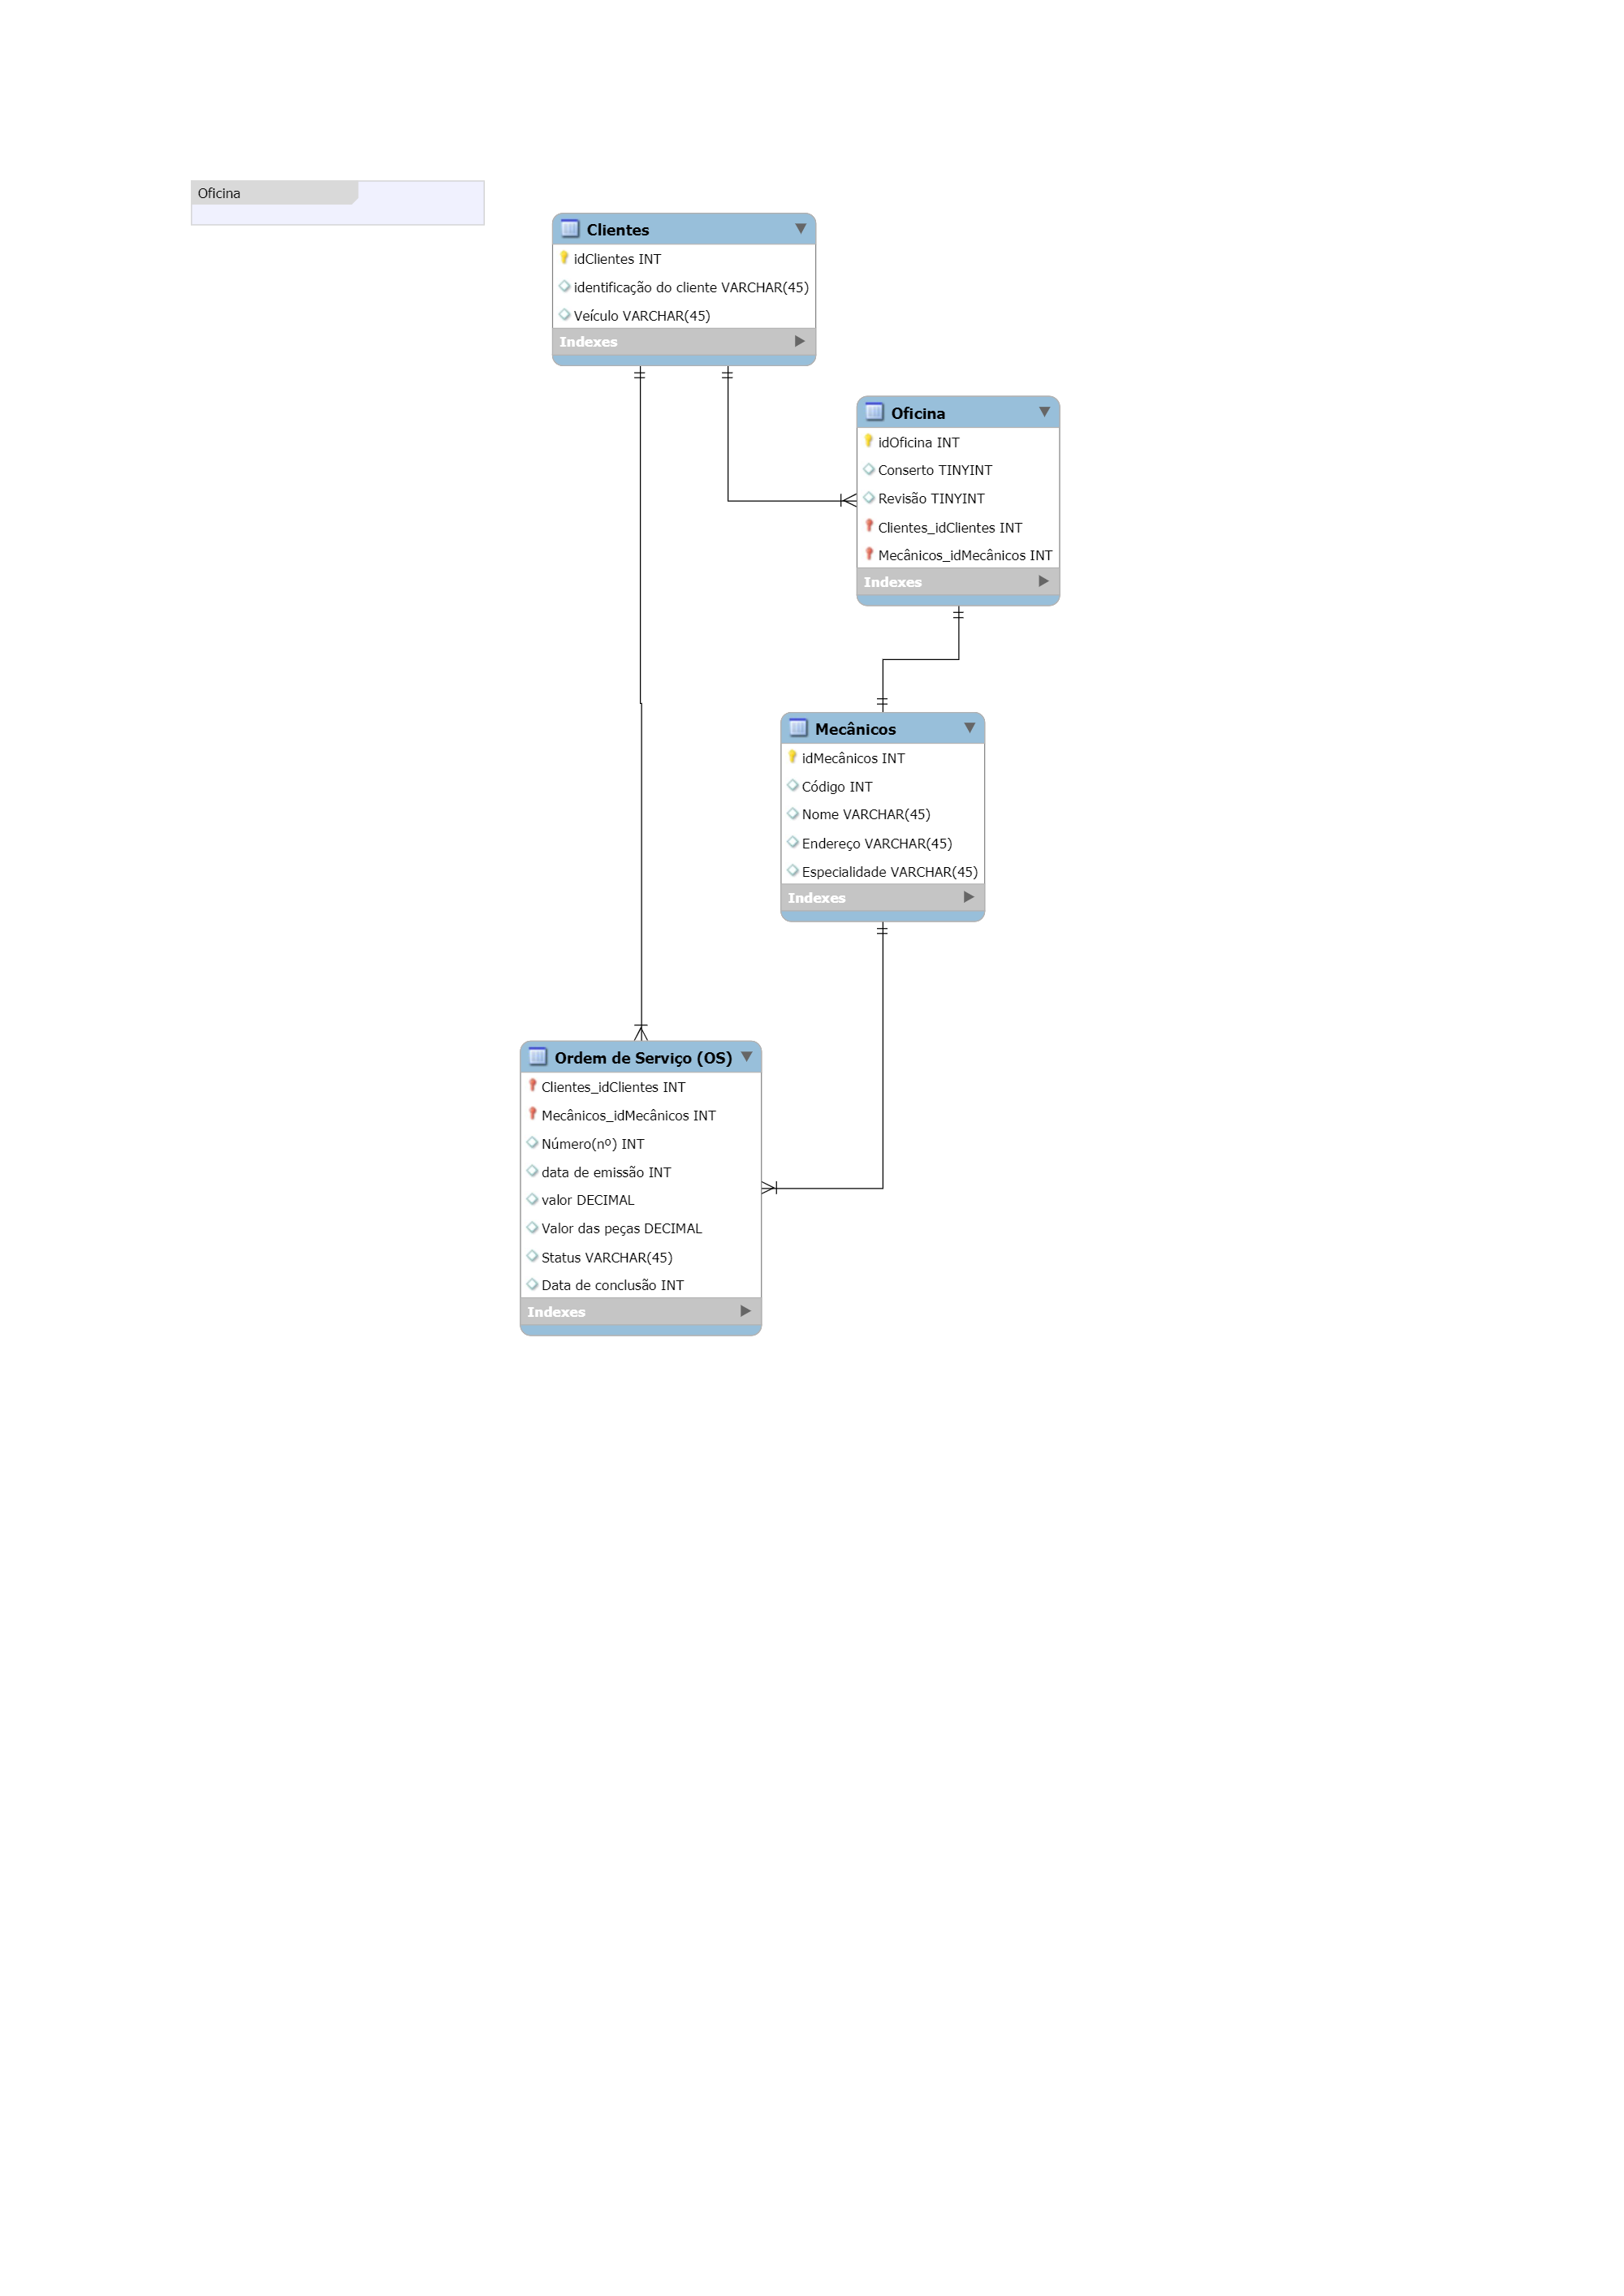 Oficina
Clientes
idClientes INT
identificação do cliente VARCHAR(45)
Veículo VARCHAR(45)
Indexes
Oficina
idOficina INT
Conserto TINYINT
Revisão TINYINT
Clientes_idClientes INT
Mecânicos_idMecânicos INT
Indexes
Mecânicos
idMecânicos INT
Código INT
Nome VARCHAR(45)
Endereço VARCHAR(45)
Especialidade VARCHAR(45)
Indexes
Ordem de Serviço (OS)
Clientes_idClientes INT
Mecânicos_idMecânicos INT
Número(nº) INT
data de emissão INT
valor DECIMAL
Valor das peças DECIMAL
Status VARCHAR(45)
Data de conclusão INT
Indexes